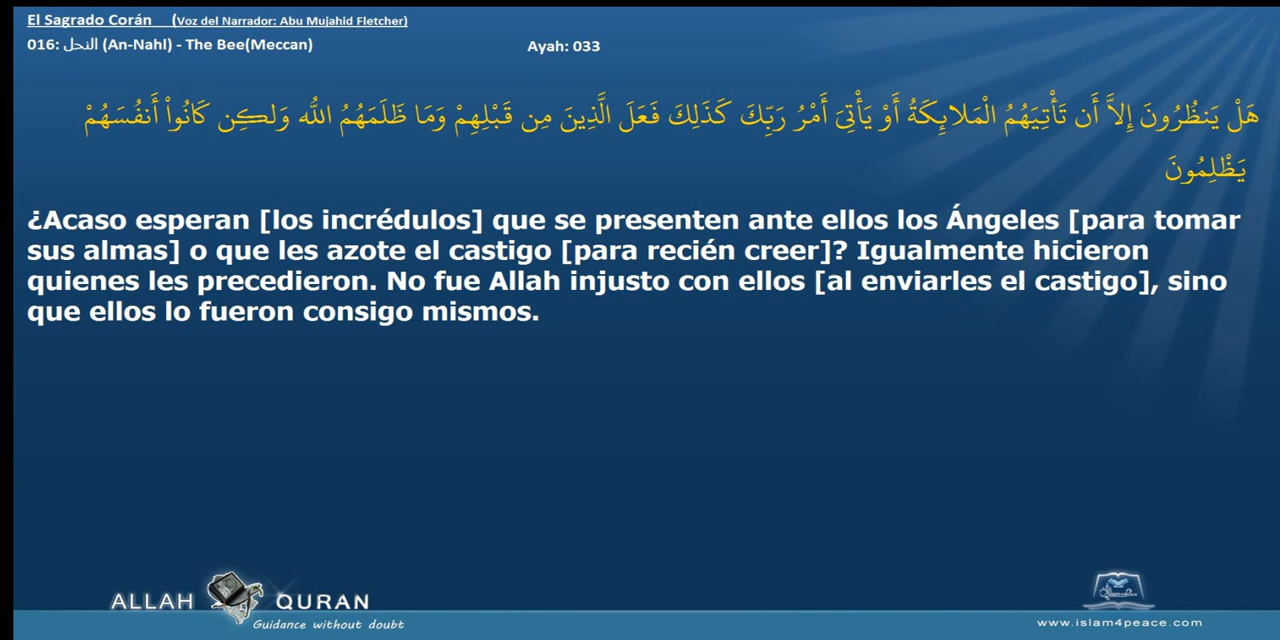 El Sagrado Corán (Voz del Narrador: Abu Mujahid Fletcher)
016: النحل (An-Nahl) - The Bee(Meccan) Ayah: 033
هَلْ يَنظُرُونَ إِلاَّ أَن تَأْتِيَهُمُ الْمَلائِكَةُ أَوْ يَأْتِىَ أَمْرُ رَبِّكَ كَذَلِكَ فَعَلَ الَّذِينَ مِن قَبْلِهِمْ وَمَا ظَلَمَهُمُ اللّه وَلكِن كَانُواْ أَنفُسَهُمْ
يَظْلِمُونَ
¿Acaso esperan [los incrédulos] que se presenten ante ellos los Ángeles [para tomar
sus almas] o que les azote el castigo [para recién creer]? Igualmente hicieron
quienes les precedieron. No fue Allah injusto con ellos [al enviarles el castigo], sino
que ellos lo fueron consigo mismos.
ALLAH QURAN
Guidance without doubt
www.islam4peace.com